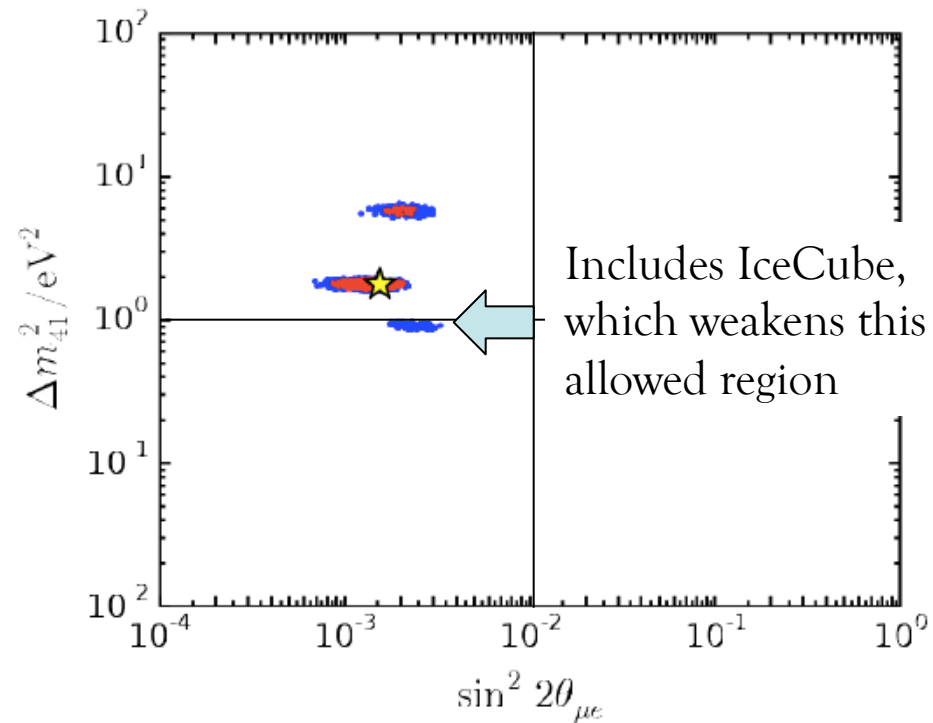 10²
10¹
10⁰
10¹
10²
Δm²₄₁/eV²
Includes IceCube,
which weakens this
allowed region
10⁻⁴ 10⁻³ 10⁻² 10⁻¹ 10⁰
sin² 2θμe